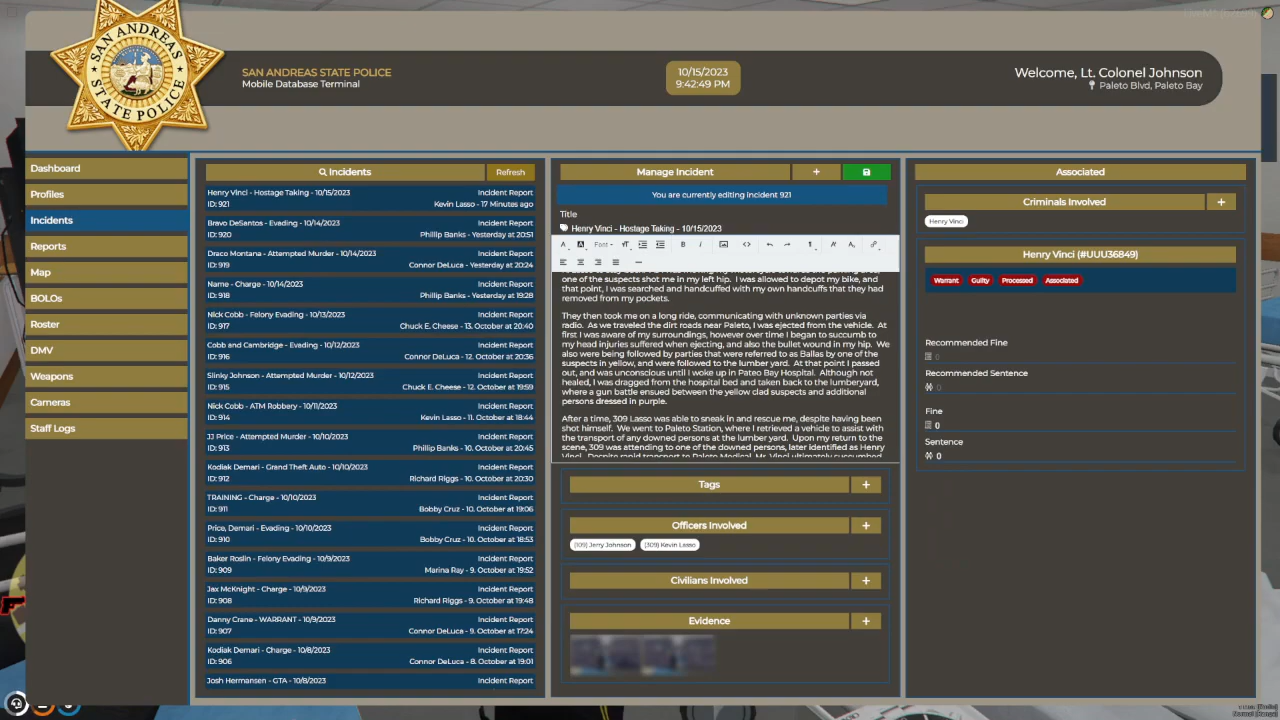 SAN ANDREAS
STATE POLICE
SAN ANDREAS STATE POLICE
Mobile Database Terminal
10/15/2023
9:42:49 PM
Welcome, Lt. Colonel Johnson
Paleto Blvd, Paleto Bay
Dashboard
Profiles
Incidents
Reports
Map
BOLOs
Roster
DMV
Weapons
Cameras
Staff Logs
Incidents
Refresh
Henry Vinci - Hostage Taking - 10/15/2023 Incident Report
ID: 921 Kevin Lasso - 17 Minutes ago
Bravo DeSantos - Evading - 10/14/2023 Incident Report
ID: 920 Phillip Banks - Yesterday at 20:51
Draco Montana - Attempted Murder - 10/14/2023 Incident Report
ID: 919 Connor DeLuca - Yesterday at 20:24
Name - Charge - 10/14/2023 Incident Report
ID: 918 Phillip Banks - Yesterday at 19:28
Nick Cobb - Felony Evading - 10/13/2023 Incident Report
ID: 917 Chuck E. Cheese - 13. October at 20:40
Cobb and Cambridge - Evading - 10/12/2023 Incident Report
ID: 916 Connor DeLuca - 12. October at 20:36
Slinky Johnson - Attempted Murder - 10/12/2023 Incident Report
ID: 915 Chuck E. Cheese - 12. October at 19:59
Nick Cobb - ATM Robbery - 10/11/2023 Incident Report
ID: 914 Kevin Lasso - 11. October at 18:44
JJ Price - Attempted Murder - 10/10/2023 Incident Report
ID: 913 Phillip Banks - 10. October at 20:45
Kodiak Demari - Grand Theft Auto - 10/10/2023 Incident Report
ID: 912 Richard Riggs - 10. October at 20:30
TRAINING - Charge - 10/10/2023 Incident Report
ID: 911 Bobby Cruz - 10. October at 19:06
Price, Demari - Evading - 10/10/2023 Incident Report
ID: 910 Bobby Cruz - 10. October at 18:53
Baker Roslin - Felony Evading - 10/9/2023 Incident Report
ID: 909 Marina Ray - 9. October at 19:52
Jax McKnight - Charge - 10/9/2023 Incident Report
ID: 908 Richard Riggs - 9. October at 19:48
Danny Crane - WARRANT - 10/9/2023 Incident Report
ID: 907 Connor DeLuca - 9. October at 17:24
Kodiak Demari - Charge - 10/8/2023 Incident Report
ID: 906 Connor DeLuca - 8. October at 19:01
Josh Hermansen - GTA - 10/8/2023 Incident Report
Manage Incident
You are currently editing incident 921
Title
Henry Vinci - Hostage Taking - 10/15/2023
Font
one of the suspects shot me in my left hip. I was allowed to depot my bike, and
that point, I was searched and handcuffed with my own handcuffs that they had
removed from my pockets.
They then took me on a long ride, communicating with unknown parties via
radio. As we traveled the dirt roads near Paleto, I was ejected from the vehicle. At
first I was aware of my surroundings, however over time I began to succumb to
my head injuries suffered when ejecting, and also the bullet wound in my hip. We
also were being followed by parties that were referred to as Ballas by one of the
suspects in yellow, and were followed to the lumber yard. At that point I passed
out, and was unconscious until I woke up in Pateo Bay Hospital. Although not
healed, I was dragged from the hospital bed and taken back to the lumberyard,
where a gun battle ensued between the yellow clad suspects and additional
persons dressed in purple.
After a time, 309 Lasso was able to sneak in and rescue me, despite having been
shot himself. We went to Paleto Station, where I retrieved a vehicle to assist with
the transport of any downed persons at the lumber yard. Upon my return to the
scene, 309 was attending to one of the downed persons, later identified as Henry
Vinci. Despite rapid transport to Paleto Medical, Mr. Vinci ultimately succumbed
Tags
Officers Involved
(109) Jerry Johnson
(309) Kevin Lasso
Civilians Involved
Evidence
Associated
Criminals Involved
Henry Vinci
Henry Vinci (#UUU36849)
Warrant Guilty Processed Associated
Recommended Fine
0
Recommended Sentence
0
Fine
0
Sentence
0